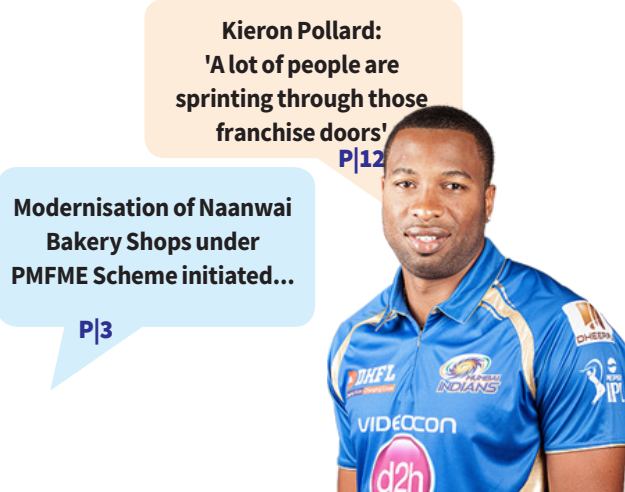 Kieron Pollard:
'A lot of people are
sprinting through those
franchise doors'
P|12
Modernisation of Naanwai
Bakery Shops under
PMFME Scheme initiated...
P|3
DHFL
MUMBAI
INDIANS
PEPSI
IPL
VIDEOCON
d2h